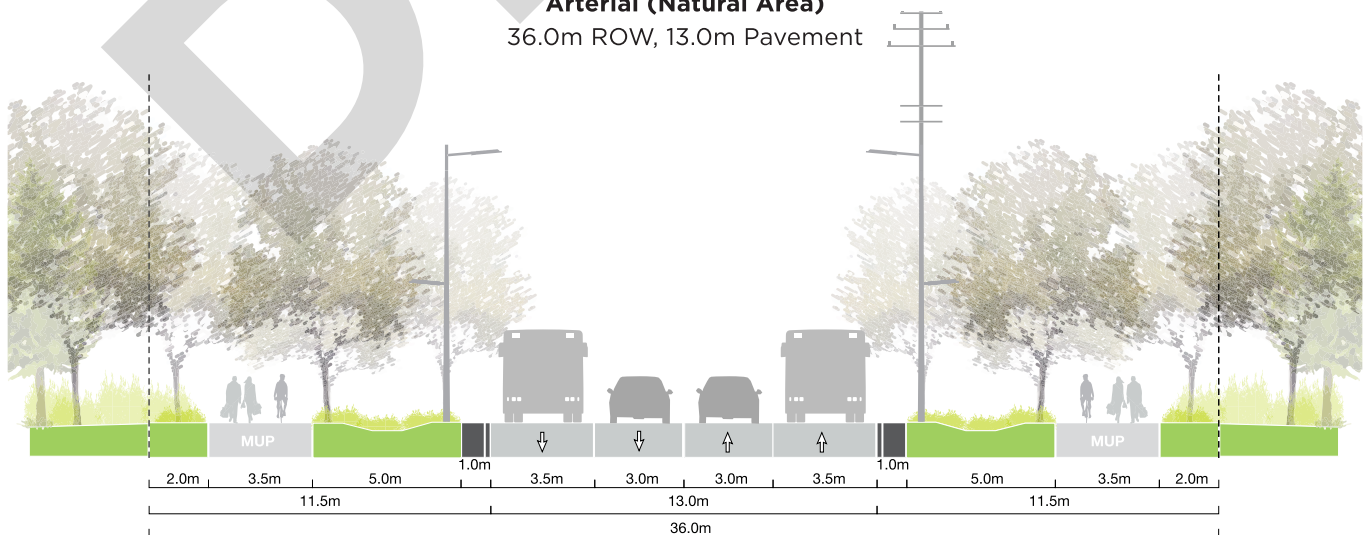 Arterial (Natural Area)
36.0m ROW, 13.0m Pavement
MUP
MUP
1.0m
1.0m
2.0m
3.5m
5.0m
3.5m
3.0m
3.0m
3.5m
5.0m
3.5m
2.0m
11.5m
13.0m
11.5m
36.0m